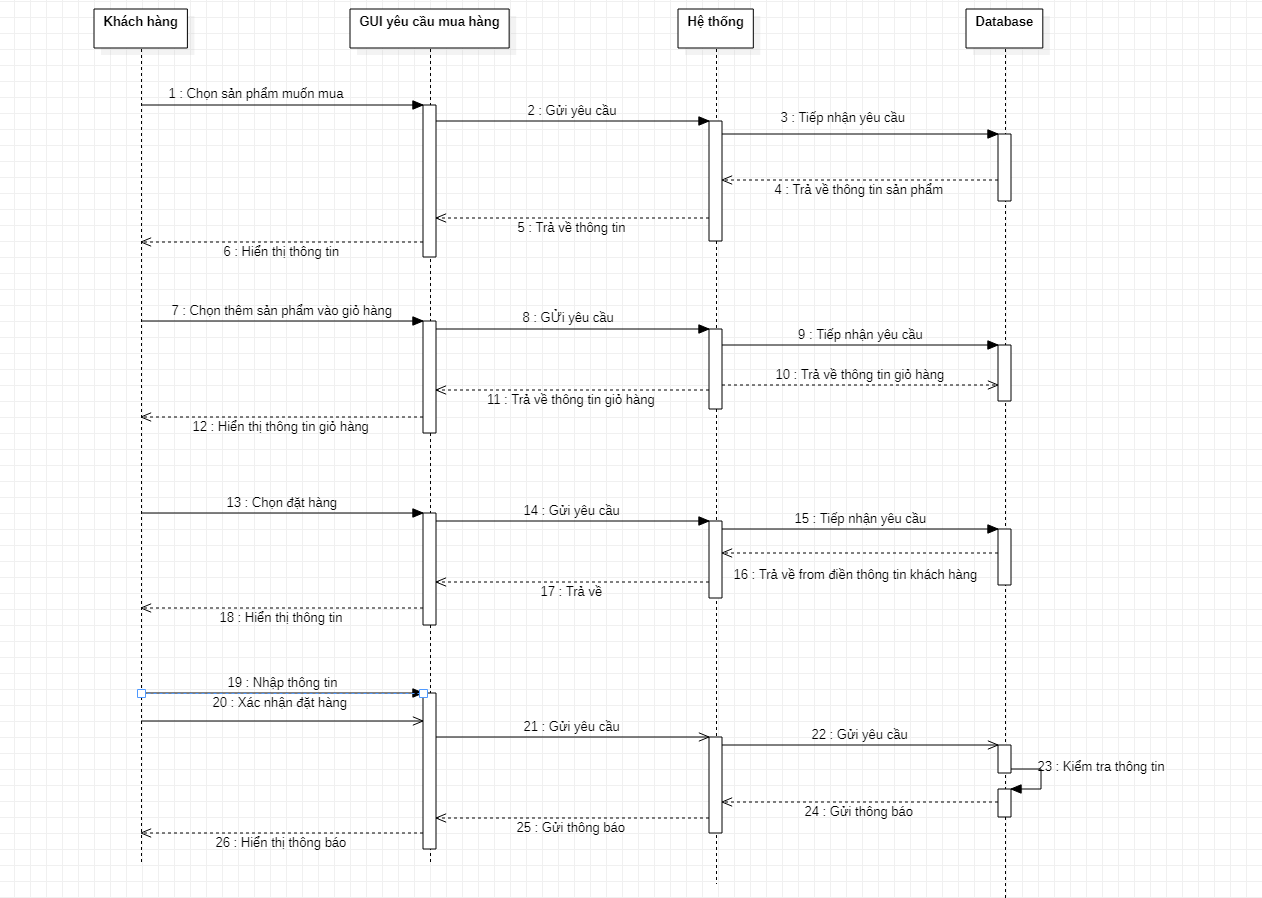 Khách hàng
GUI yêu cầu mua hàng
Hệ thống
Database
1 : Chọn sản phẩm muốn mua
2 : Gửi yêu cầu
3 : Tiếp nhận yêu cầu
4 : Trả về thông tin sản phẩm
5 : Trả về thông tin
6 : Hiển thị thông tin
7 : Chọn thêm sản phẩm vào giỏ hàng
8 : GỬi yêu cầu
9 : Tiếp nhận yêu cầu
10 : Trả về thông tin giỏ hàng
11 : Trả về thông tin giỏ hàng
12 : Hiển thị thông tin giỏ hàng
13 : Chọn đặt hàng
14 : Gửi yêu cầu
15 : Tiếp nhận yêu cầu
16 : Trả về from điền thông tin khách hàng
17 : Trả về
18 : Hiển thị thông tin
19 : Nhập thông tin
20 : Xác nhận đặt hàng
21 : Gửi yêu cầu
22 : Gửi yêu cầu
23 : Kiểm tra thông tin
24 : Gửi thông báo
25 : Gửi thông báo
26 : Hiển thị thông báo